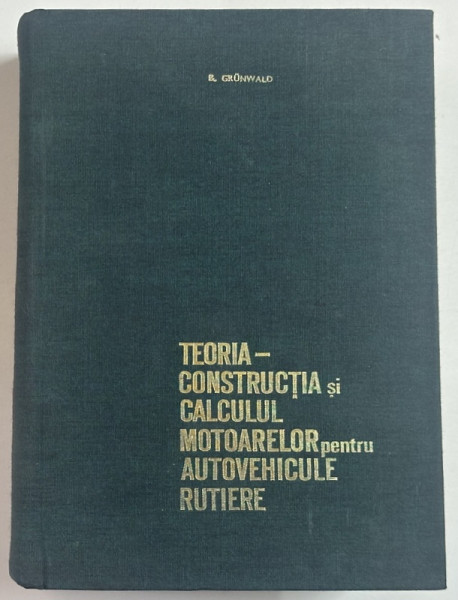 B. GRÜNWALD
TEORIA –
CONSTRUCȚIA și
CALCULUL
MOTOARELOR pentru
AUTOVEHICULE
RUTIERE